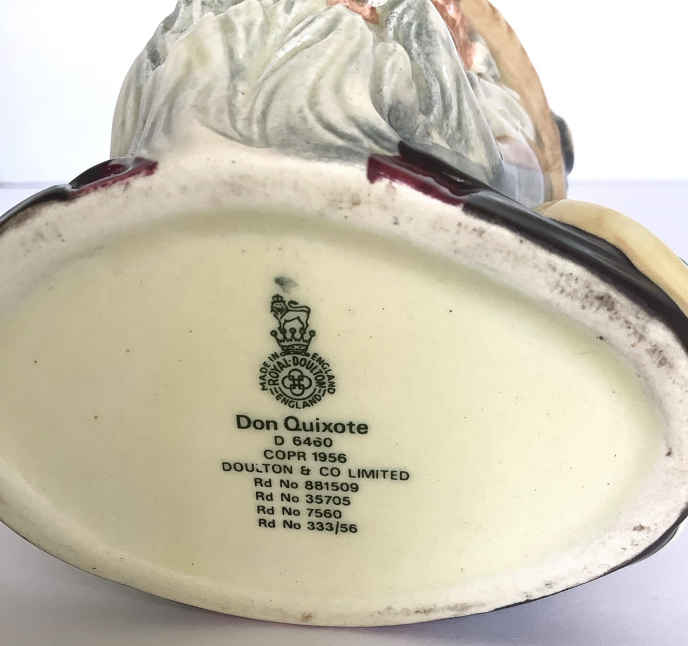 MADE IN ENGLAND
ROYAL·DOULTON
ENGLAND
Don Quixote
D 6460
COPR 1956
DOULTON & CO LIMITED
Rd No 881509
Rd No 35705
Rd No 7560
Rd No 333/56